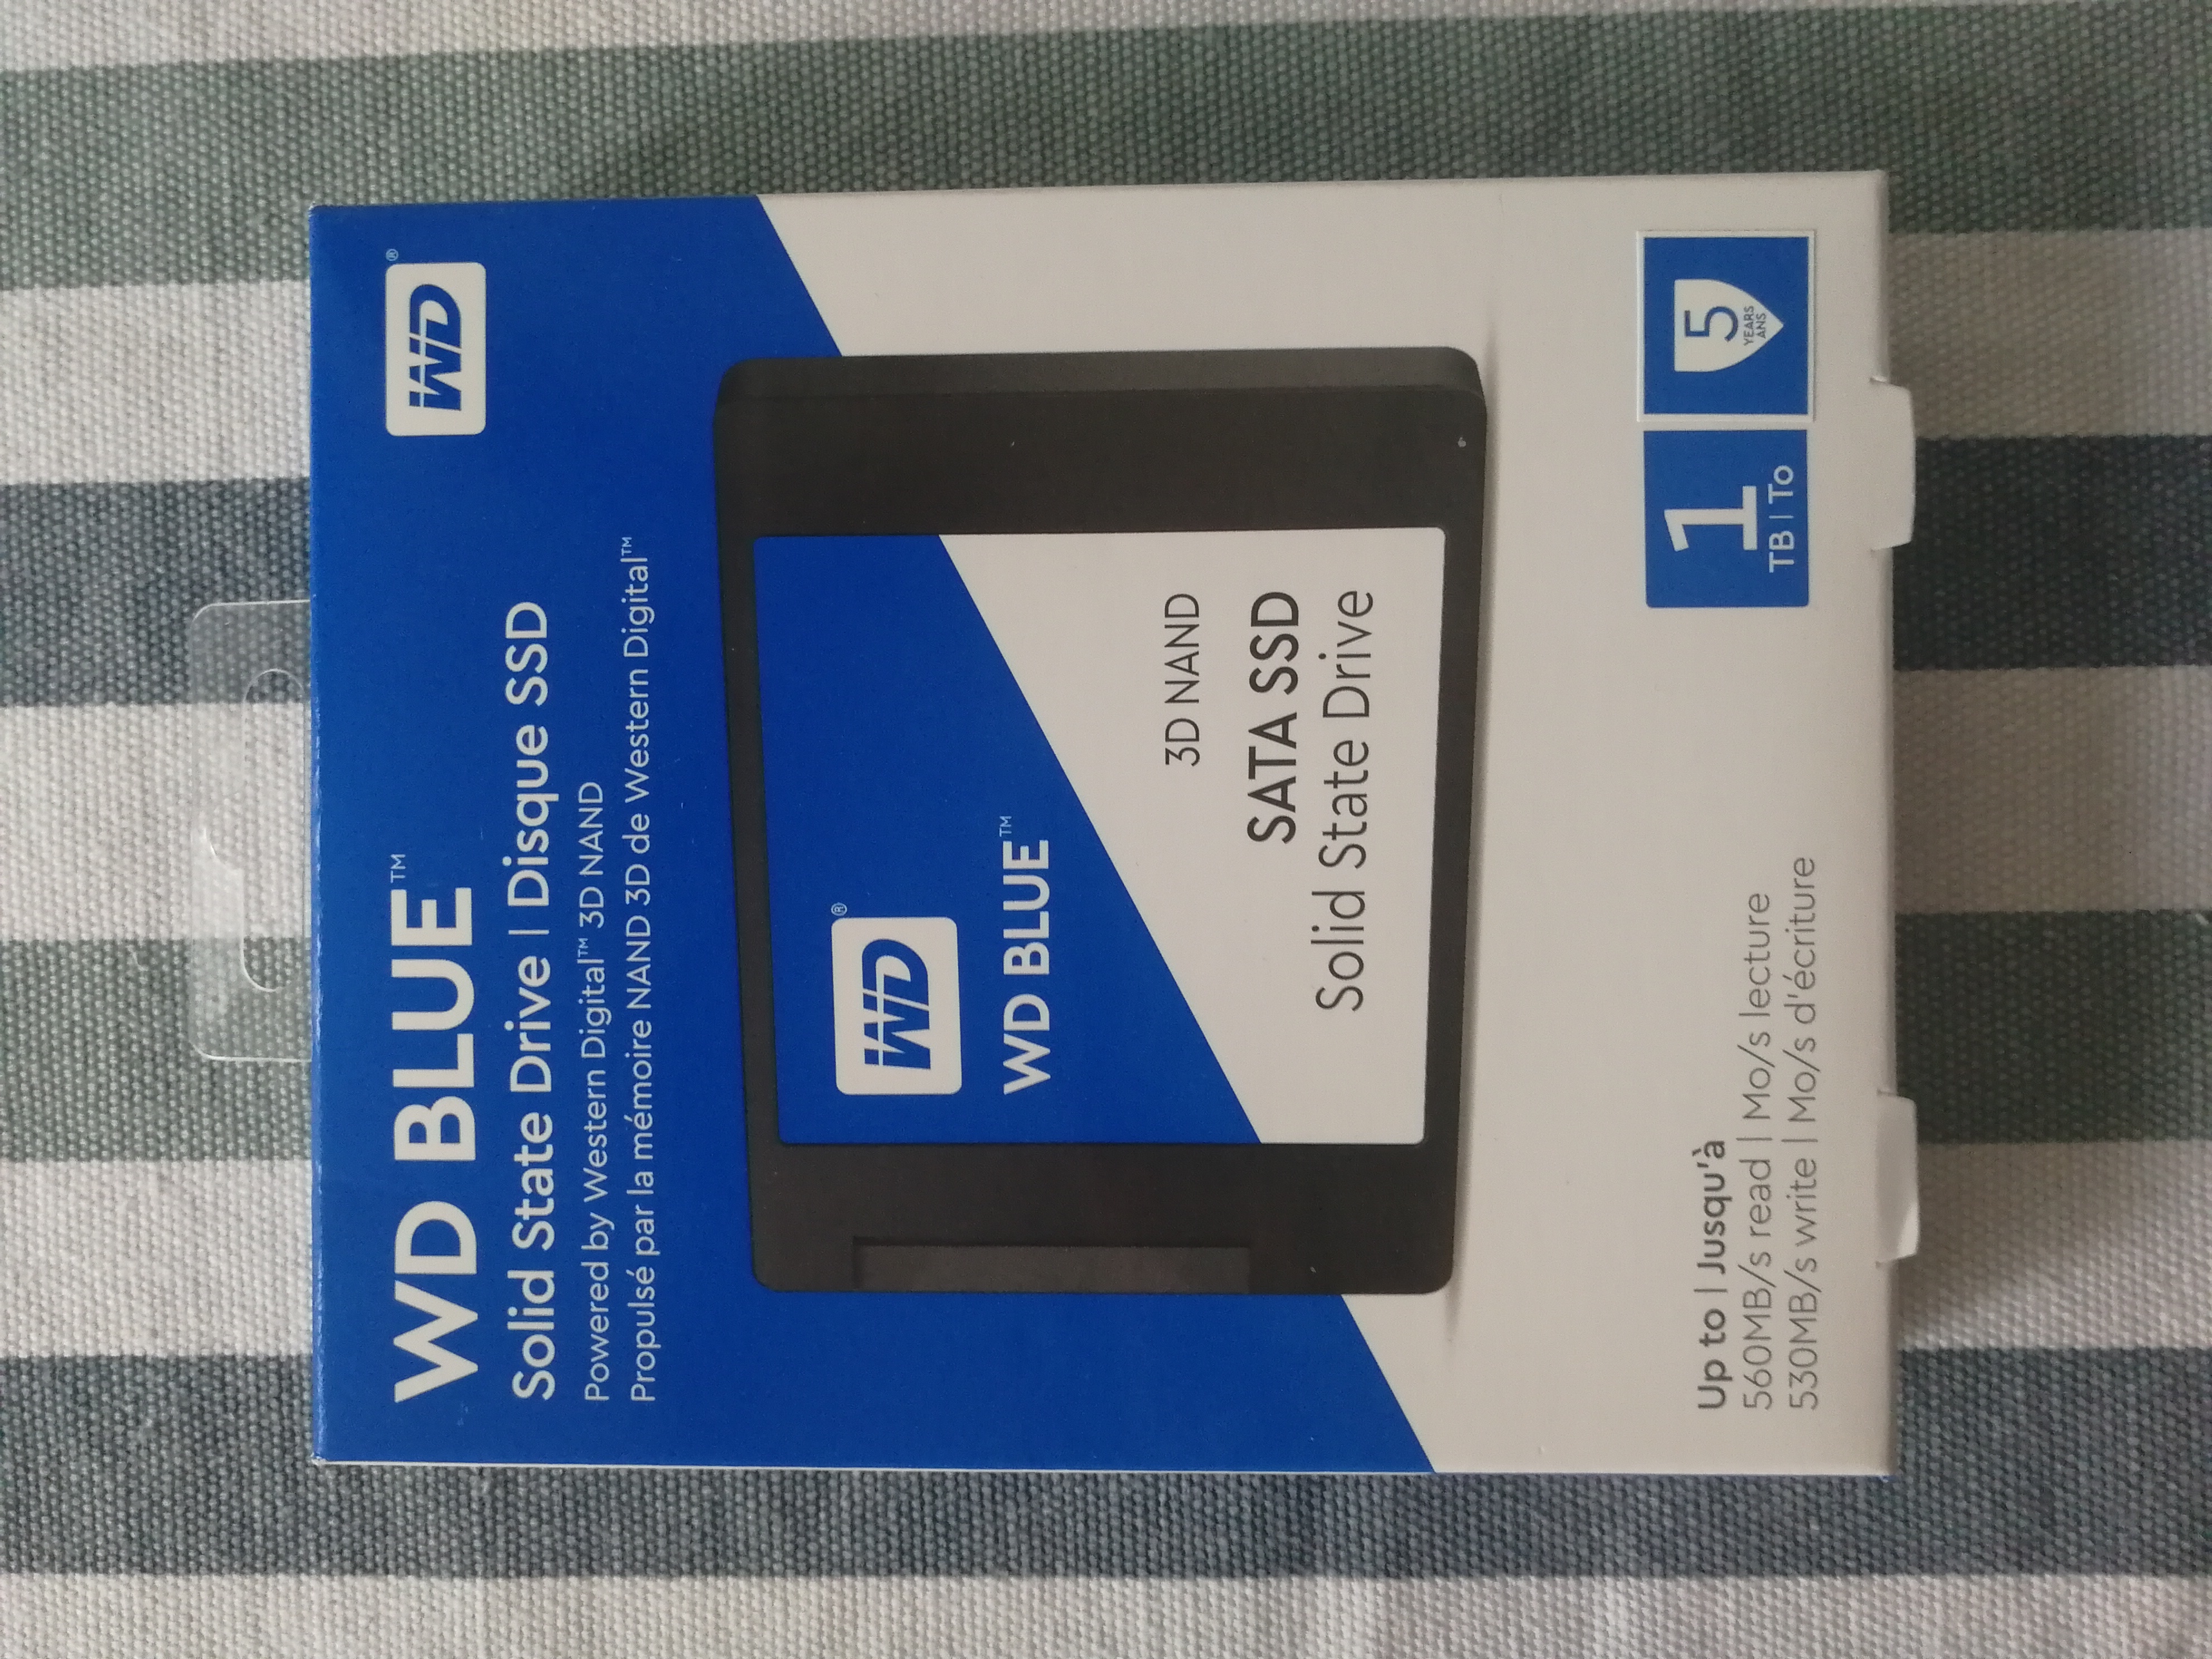 WD BLUE™
WD®
Solid State Drive | Disque SSD
Powered by Western Digital™ 3D NAND
Propulsé par la mémoire NAND 3D de Western Digital™
WD®
WD BLUE™
3D NAND
SATA SSD
Solid State Drive
Up to | Jusqu'à
560MB/s read | Mo/s lecture
530MB/s write | Mo/s d'écriture
1
TB | To
5
YEARS
ANS